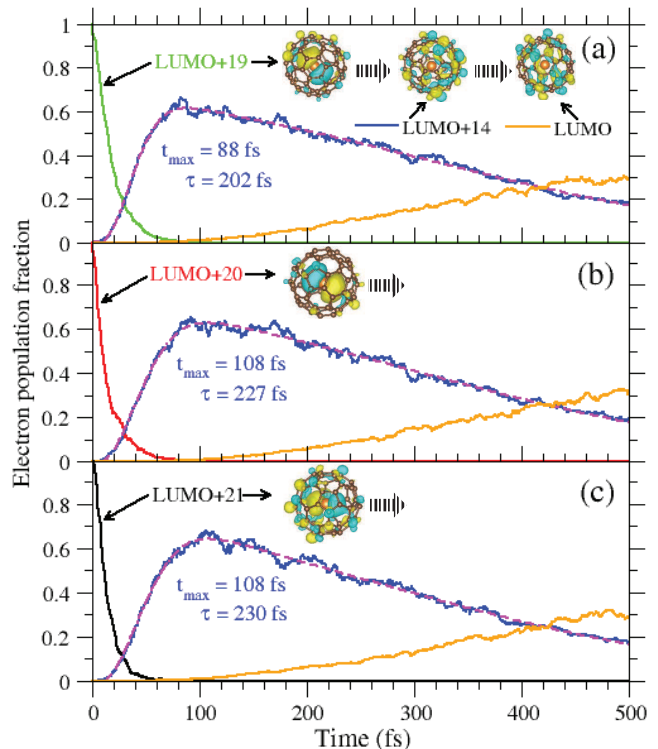 1
LUMO+19
(a)
0.8
LUMO+14
LUMO
0.6
t_max = 88 fs
τ = 202 fs
0.4
0.2
0
LUMO+20
(b)
0.8
0.6
t_max = 108 fs
τ = 227 fs
0.4
0.2
0
LUMO+21
(c)
0.8
0.6
t_max = 108 fs
τ = 230 fs
0.4
0.2
0
0 100 200 300 400 500
Time (fs)
Electron population fraction